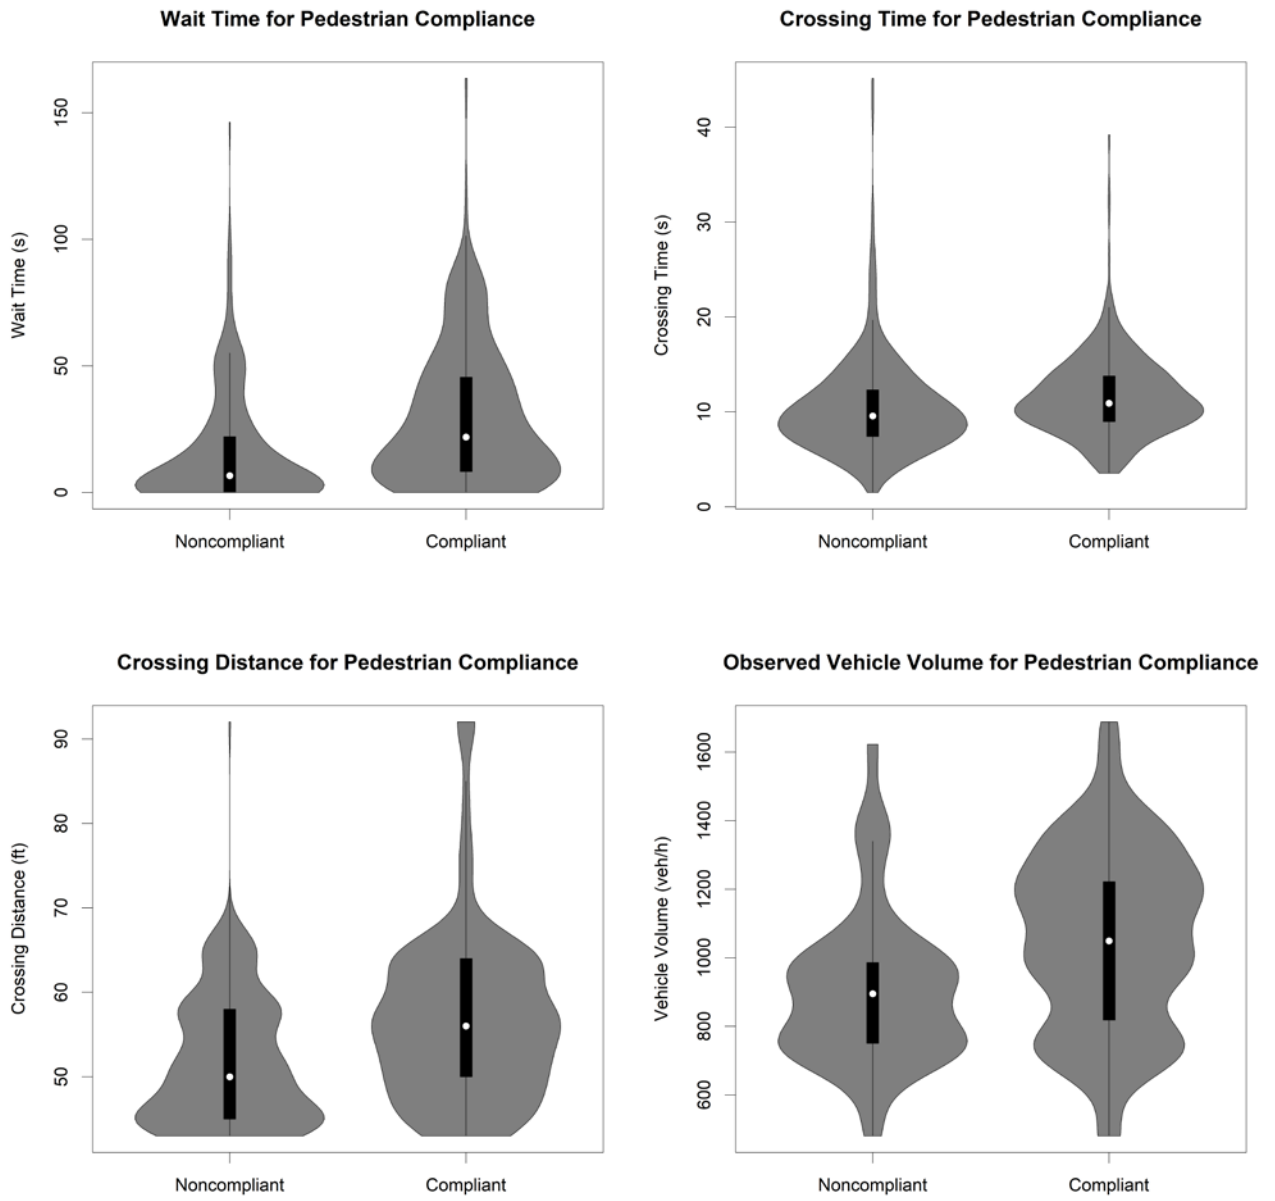 Wait Time for Pedestrian Compliance
Wait Time (s)
150
100
50
0
Noncompliant
Compliant
Crossing Time for Pedestrian Compliance
Crossing Time (s)
40
30
20
10
0
Noncompliant
Compliant
Crossing Distance for Pedestrian Compliance
Crossing Distance (ft)
90
80
70
60
50
Noncompliant
Compliant
Observed Vehicle Volume for Pedestrian Compliance
Vehicle Volume (veh/h)
1600
1400
1200
1000
800
600
Noncompliant
Compliant